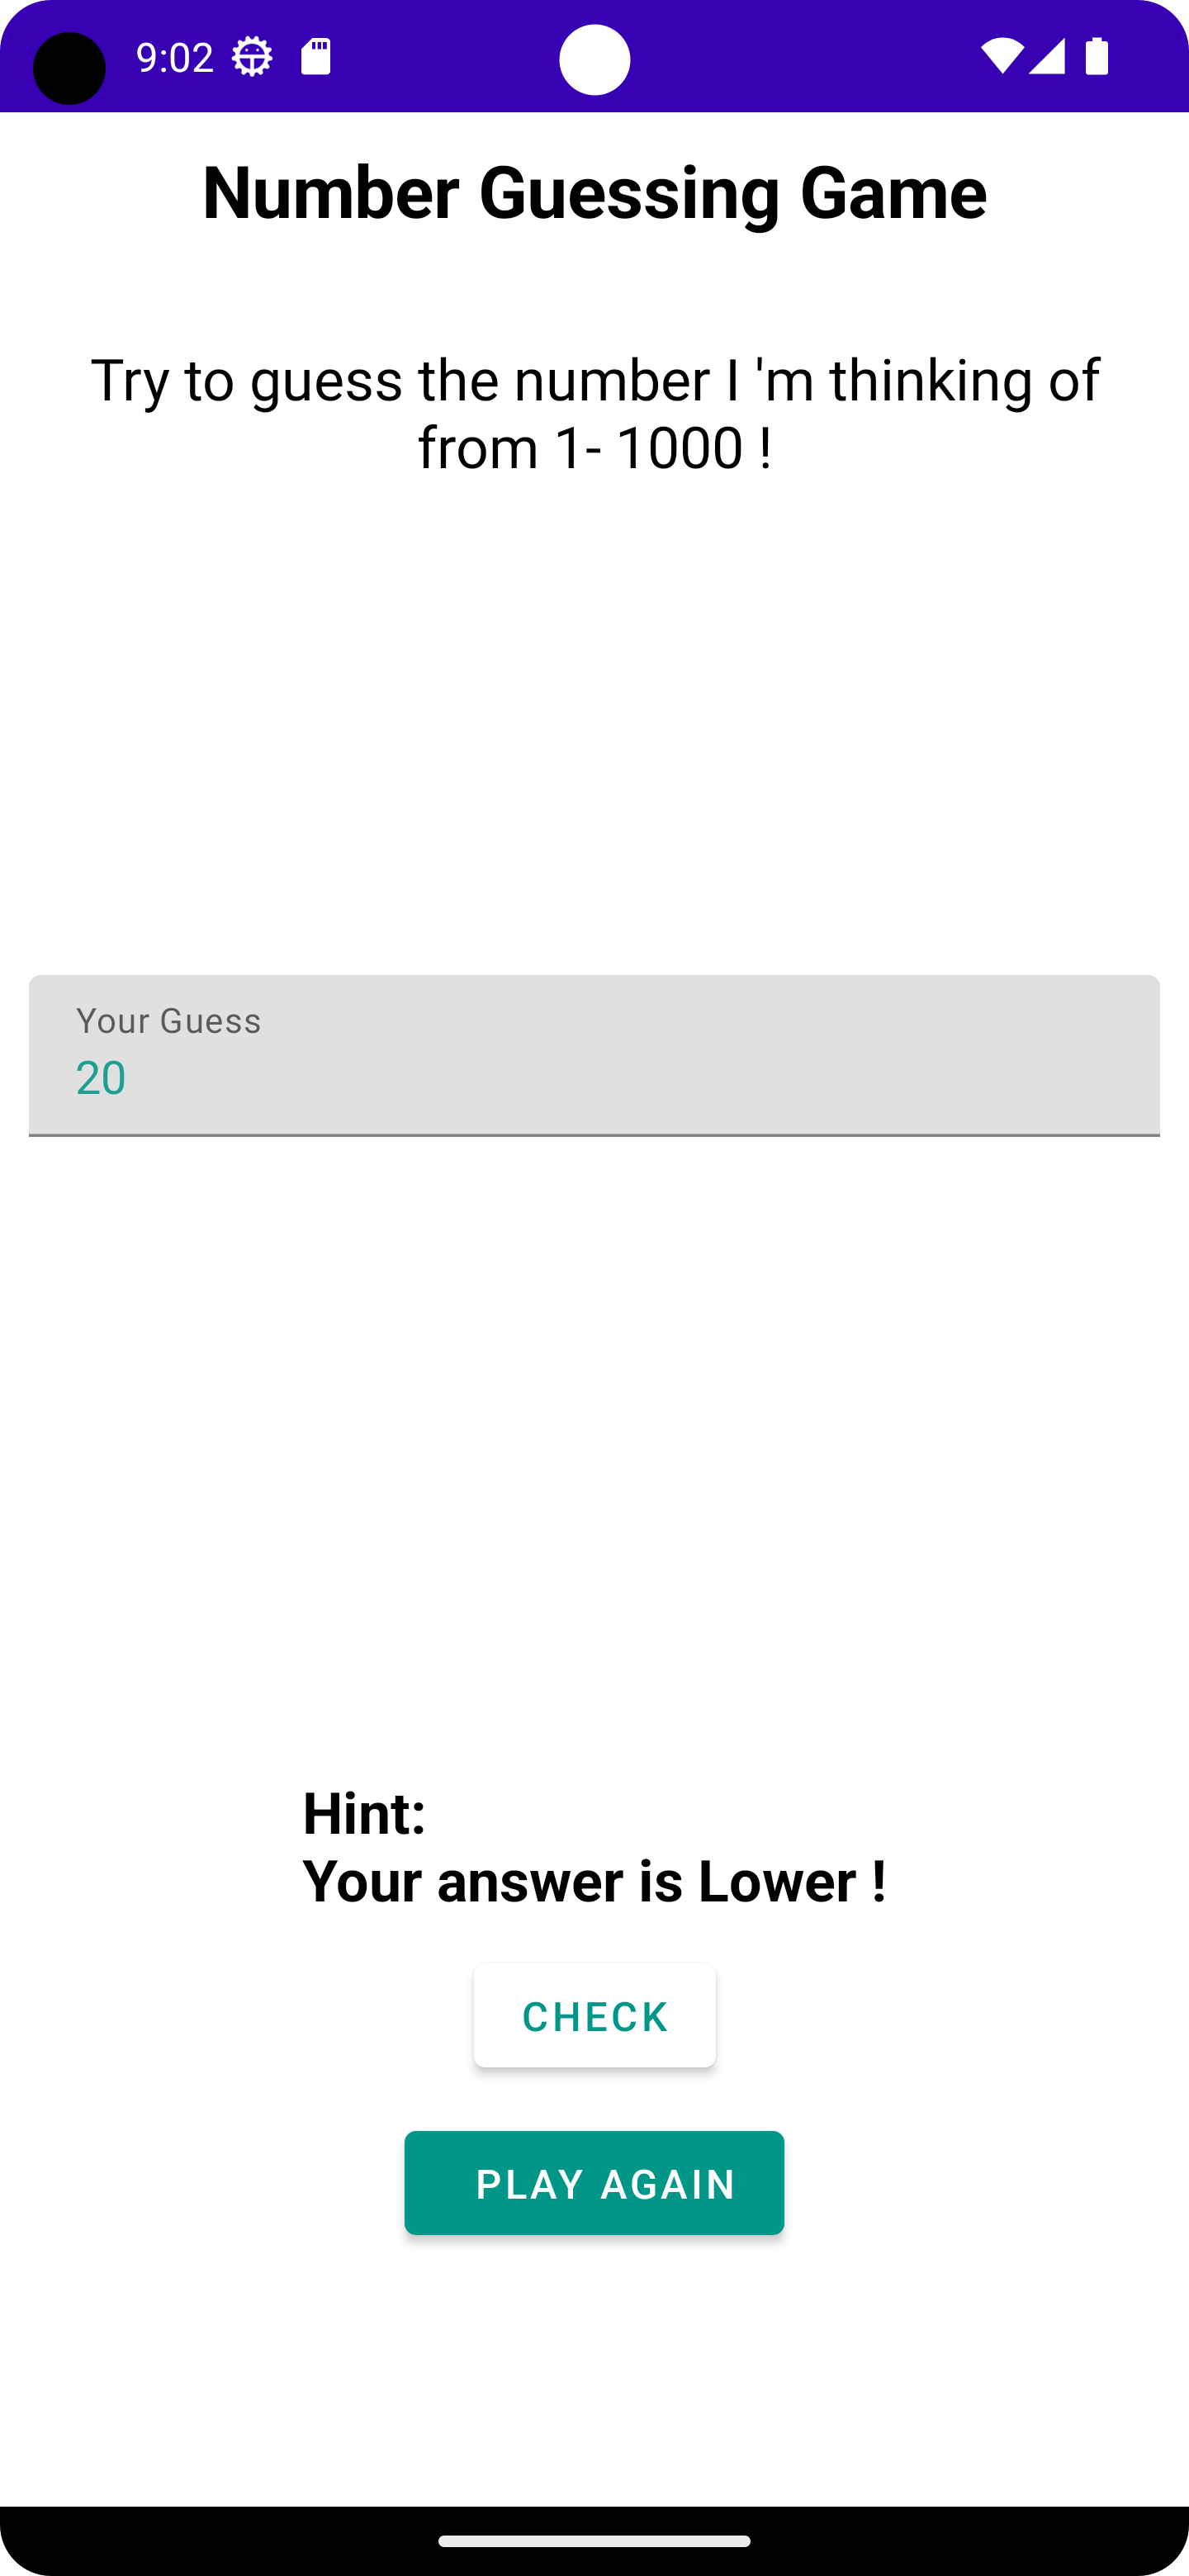 9:02
Number Guessing Game
Try to guess the number I 'm thinking of
from 1- 1000 !
Your Guess
20
Hint:
Your answer is Lower !
CHECK
PLAY AGAIN